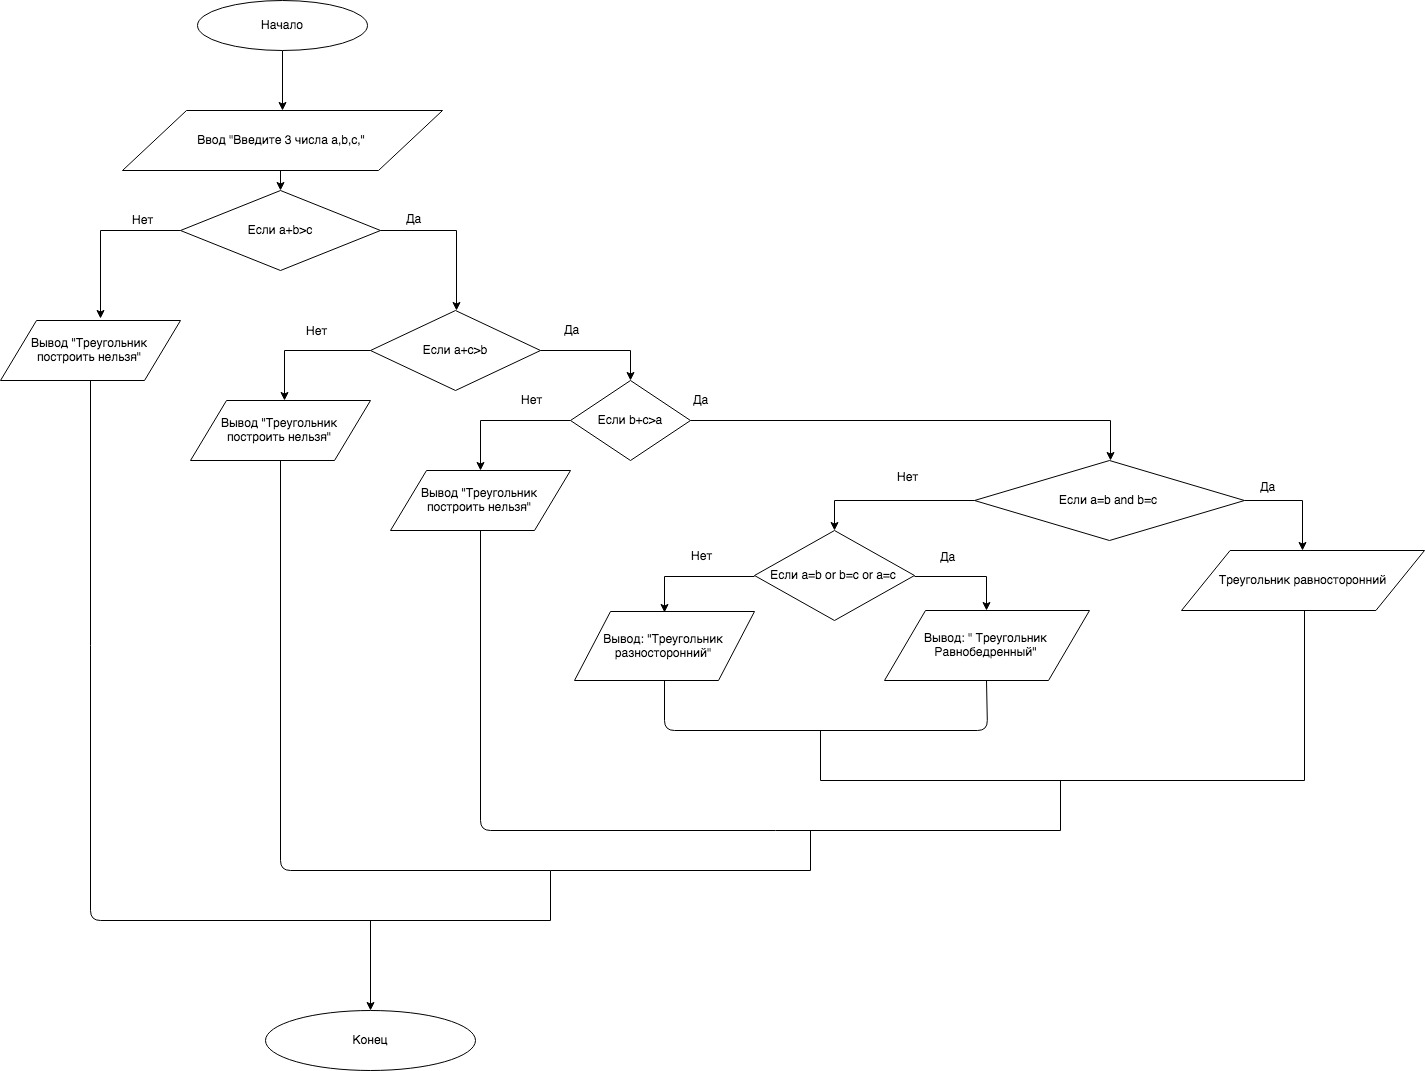 Начало
Ввод "Введите 3 числа a,b,c,"
Нет
Да
Если a+b>c
Вывод "Треугольник
построить нельзя"
Нет
Да
Если a+c>b
Вывод "Треугольник
построить нельзя"
Нет
Да
Если b+c>a
Вывод "Треугольник
построить нельзя"
Нет
Да
Если a=b and b=c
Нет
Да
Если a=b or b=c or a=c
Треугольник равносторонний
Вывод: "Треугольник
разносторонний"
Вывод: " Треугольник
Равнобедренный"
Конец